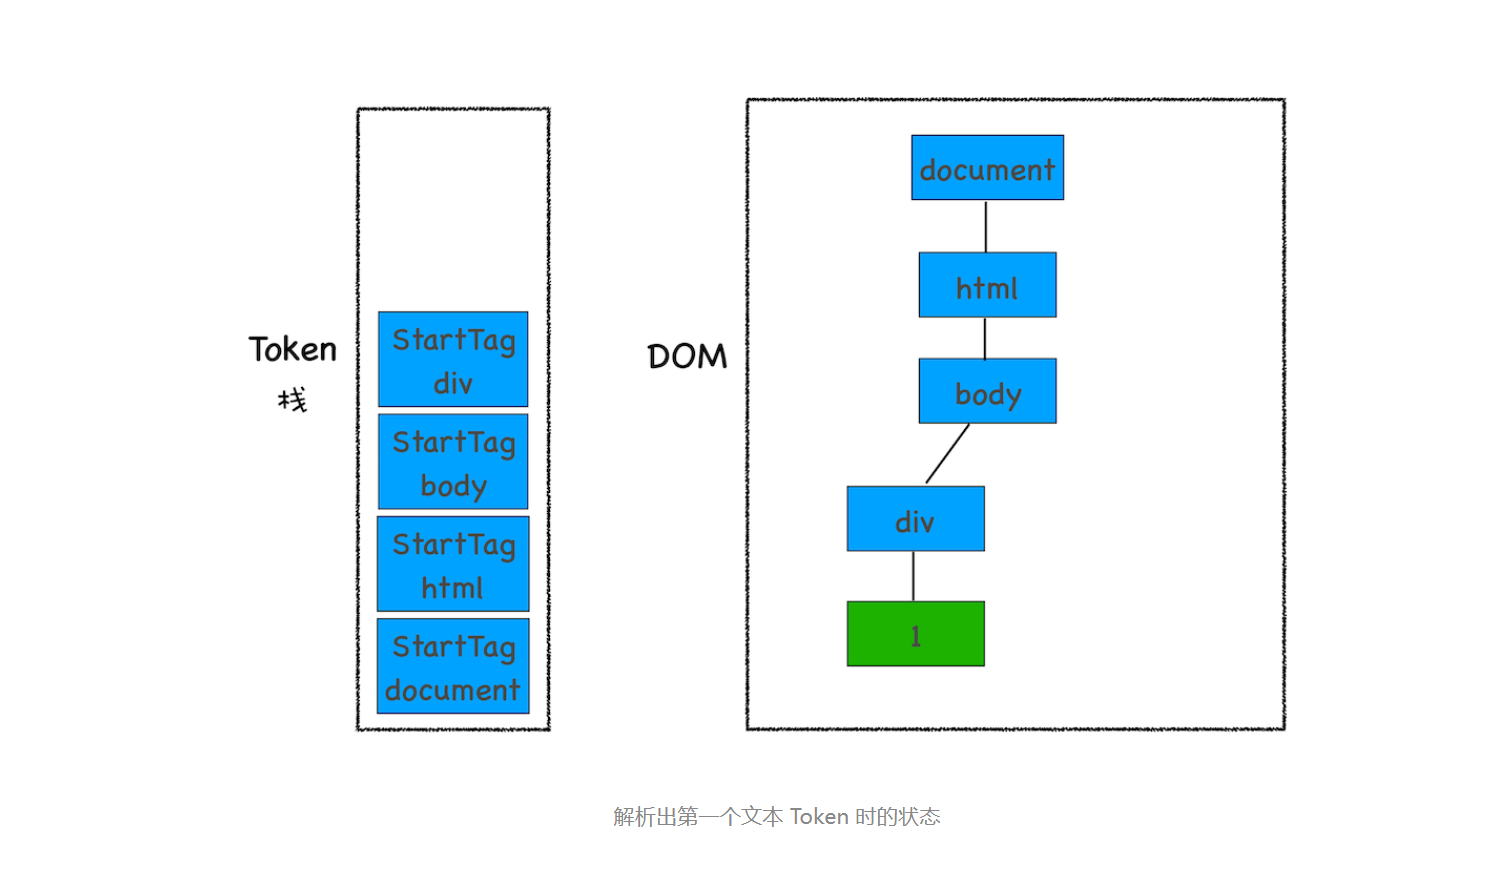 Token
栈
StartTag
div
StartTag
body
StartTag
html
StartTag
document
DOM
document
html
body
div
1
解析出第一个文本 Token 时的状态